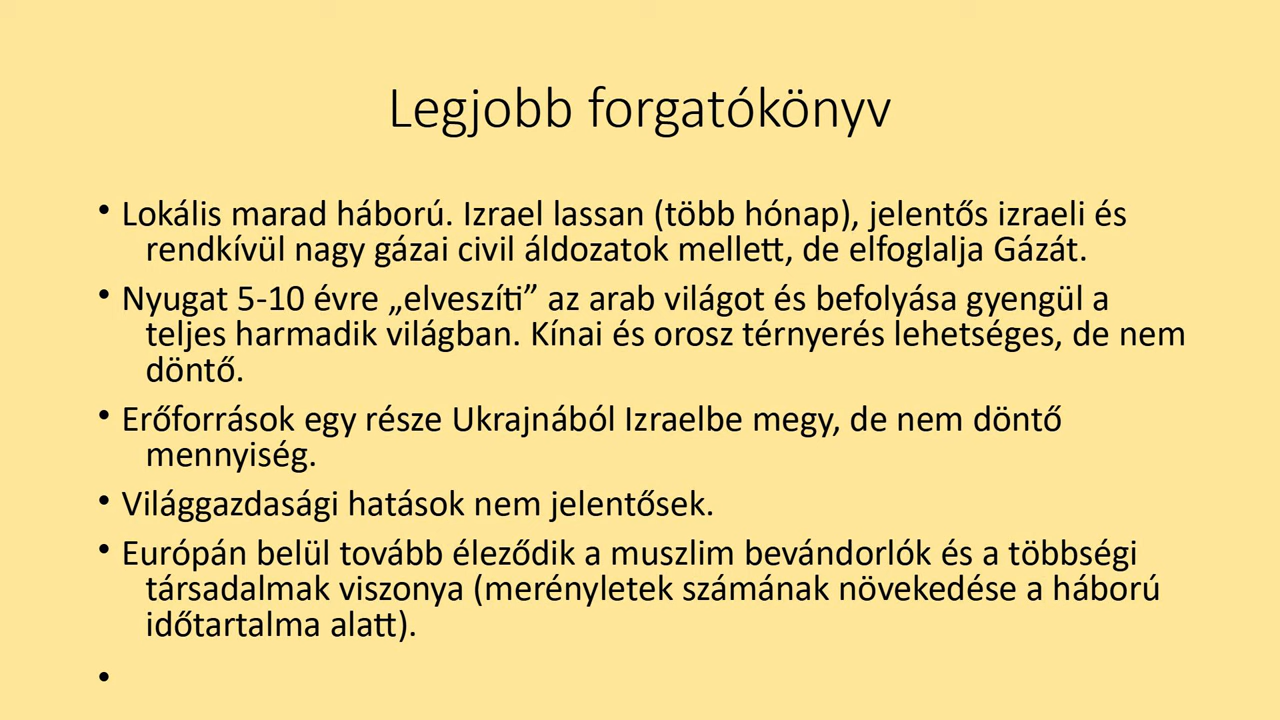 Legjobb forgatókönyv
• Lokális marad háború. Izrael lassan (több hónap), jelentős izraeli és
rendkívül nagy gázai civil áldozatok mellett, de elfoglalja Gázát.
• Nyugat 5-10 évre „elveszíti” az arab világot és befolyása gyengül a
teljes harmadik világban. Kínai és orosz térnyerés lehetséges, de nem
döntő.
• Erőforrások egy része Ukrajnából Izraelbe megy, de nem döntő
mennyiség.
• Világgazdasági hatások nem jelentősek.
• Európán belül tovább éleződik a muszlim bevándorlók és a többségi
társadalmak viszonya (merényletek számának növekedése a háború
időtartalma alatt).
•